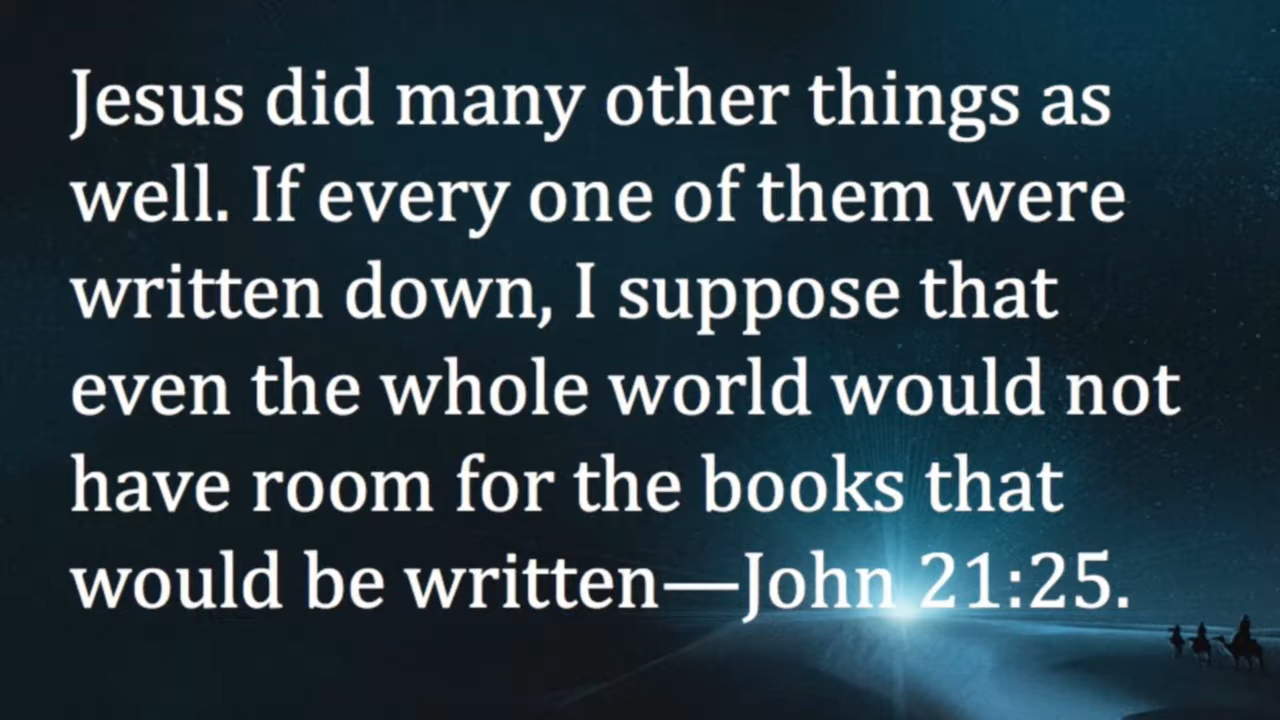 Jesus did many other things as
well. If every one of them were
written down, I suppose that
even the whole world would not
have room for the books that
would be written—John 21:25.